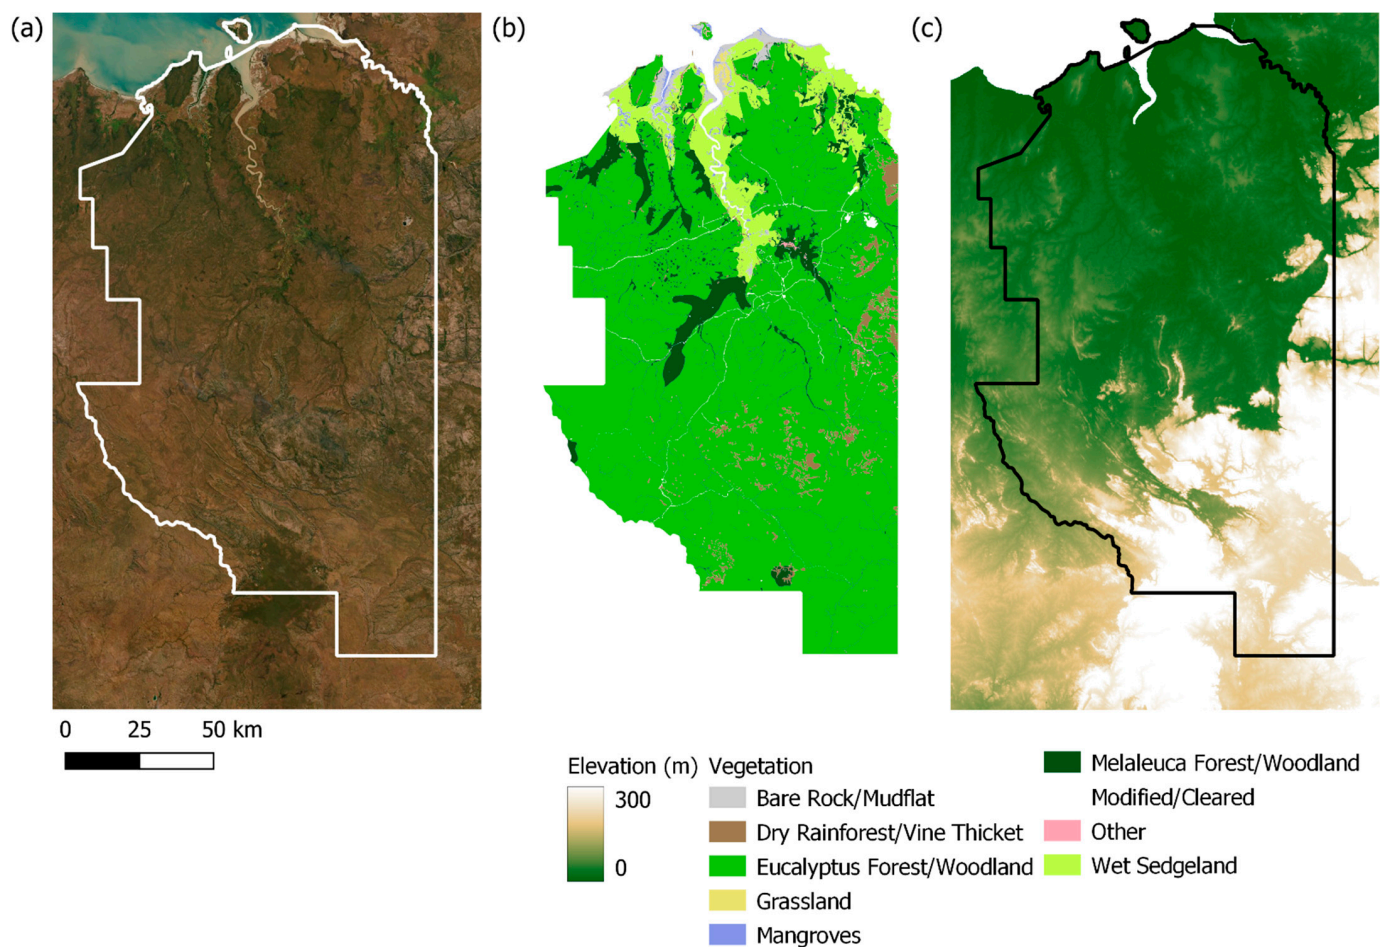 (a)
(b)
(c)
0 25 50 km
Elevation (m)
300
0
Vegetation
Bare Rock/Mudflat
Dry Rainforest/Vine Thicket
Eucalyptus Forest/Woodland
Grassland
Mangroves
Melaleuca Forest/Woodland
Modified/Cleared
Other
Wet Sedgeland